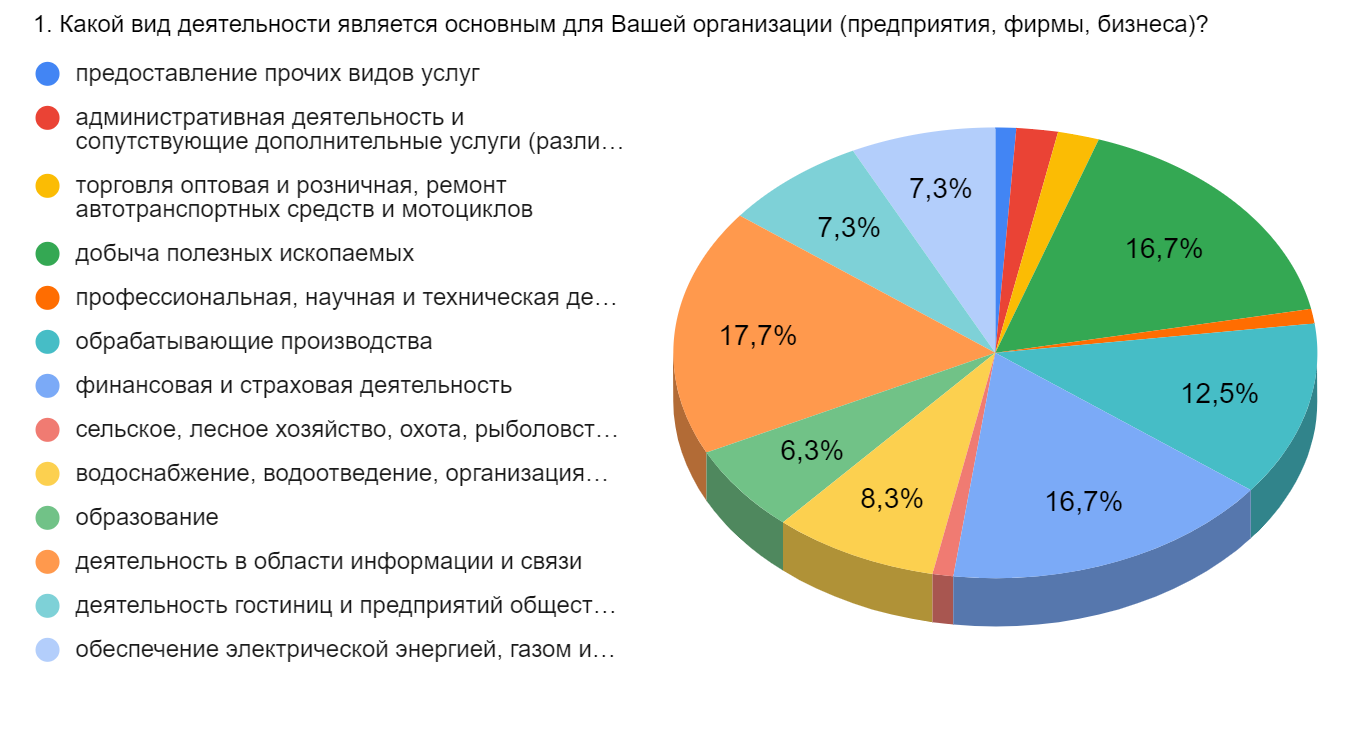 1. Какой вид деятельности является основным для Вашей организации (предприятия, фирмы, бизнеса)?
предоставление прочих видов услуг
административная деятельность и
сопутствующие дополнительные услуги (разли…
торговля оптовая и розничная, ремонт
автотранспортных средств и мотоциклов
добыча полезных ископаемых
профессиональная, научная и техническая де…
обрабатывающие производства
финансовая и страховая деятельность
сельское, лесное хозяйство, охота, рыболовст…
водоснабжение, водоотведение, организация…
образование
деятельность в области информации и связи
деятельность гостиниц и предприятий общест…
обеспечение электрической энергией, газом и…
7,3%
7,3%
16,7%
17,7%
12,5%
6,3%
8,3%
16,7%